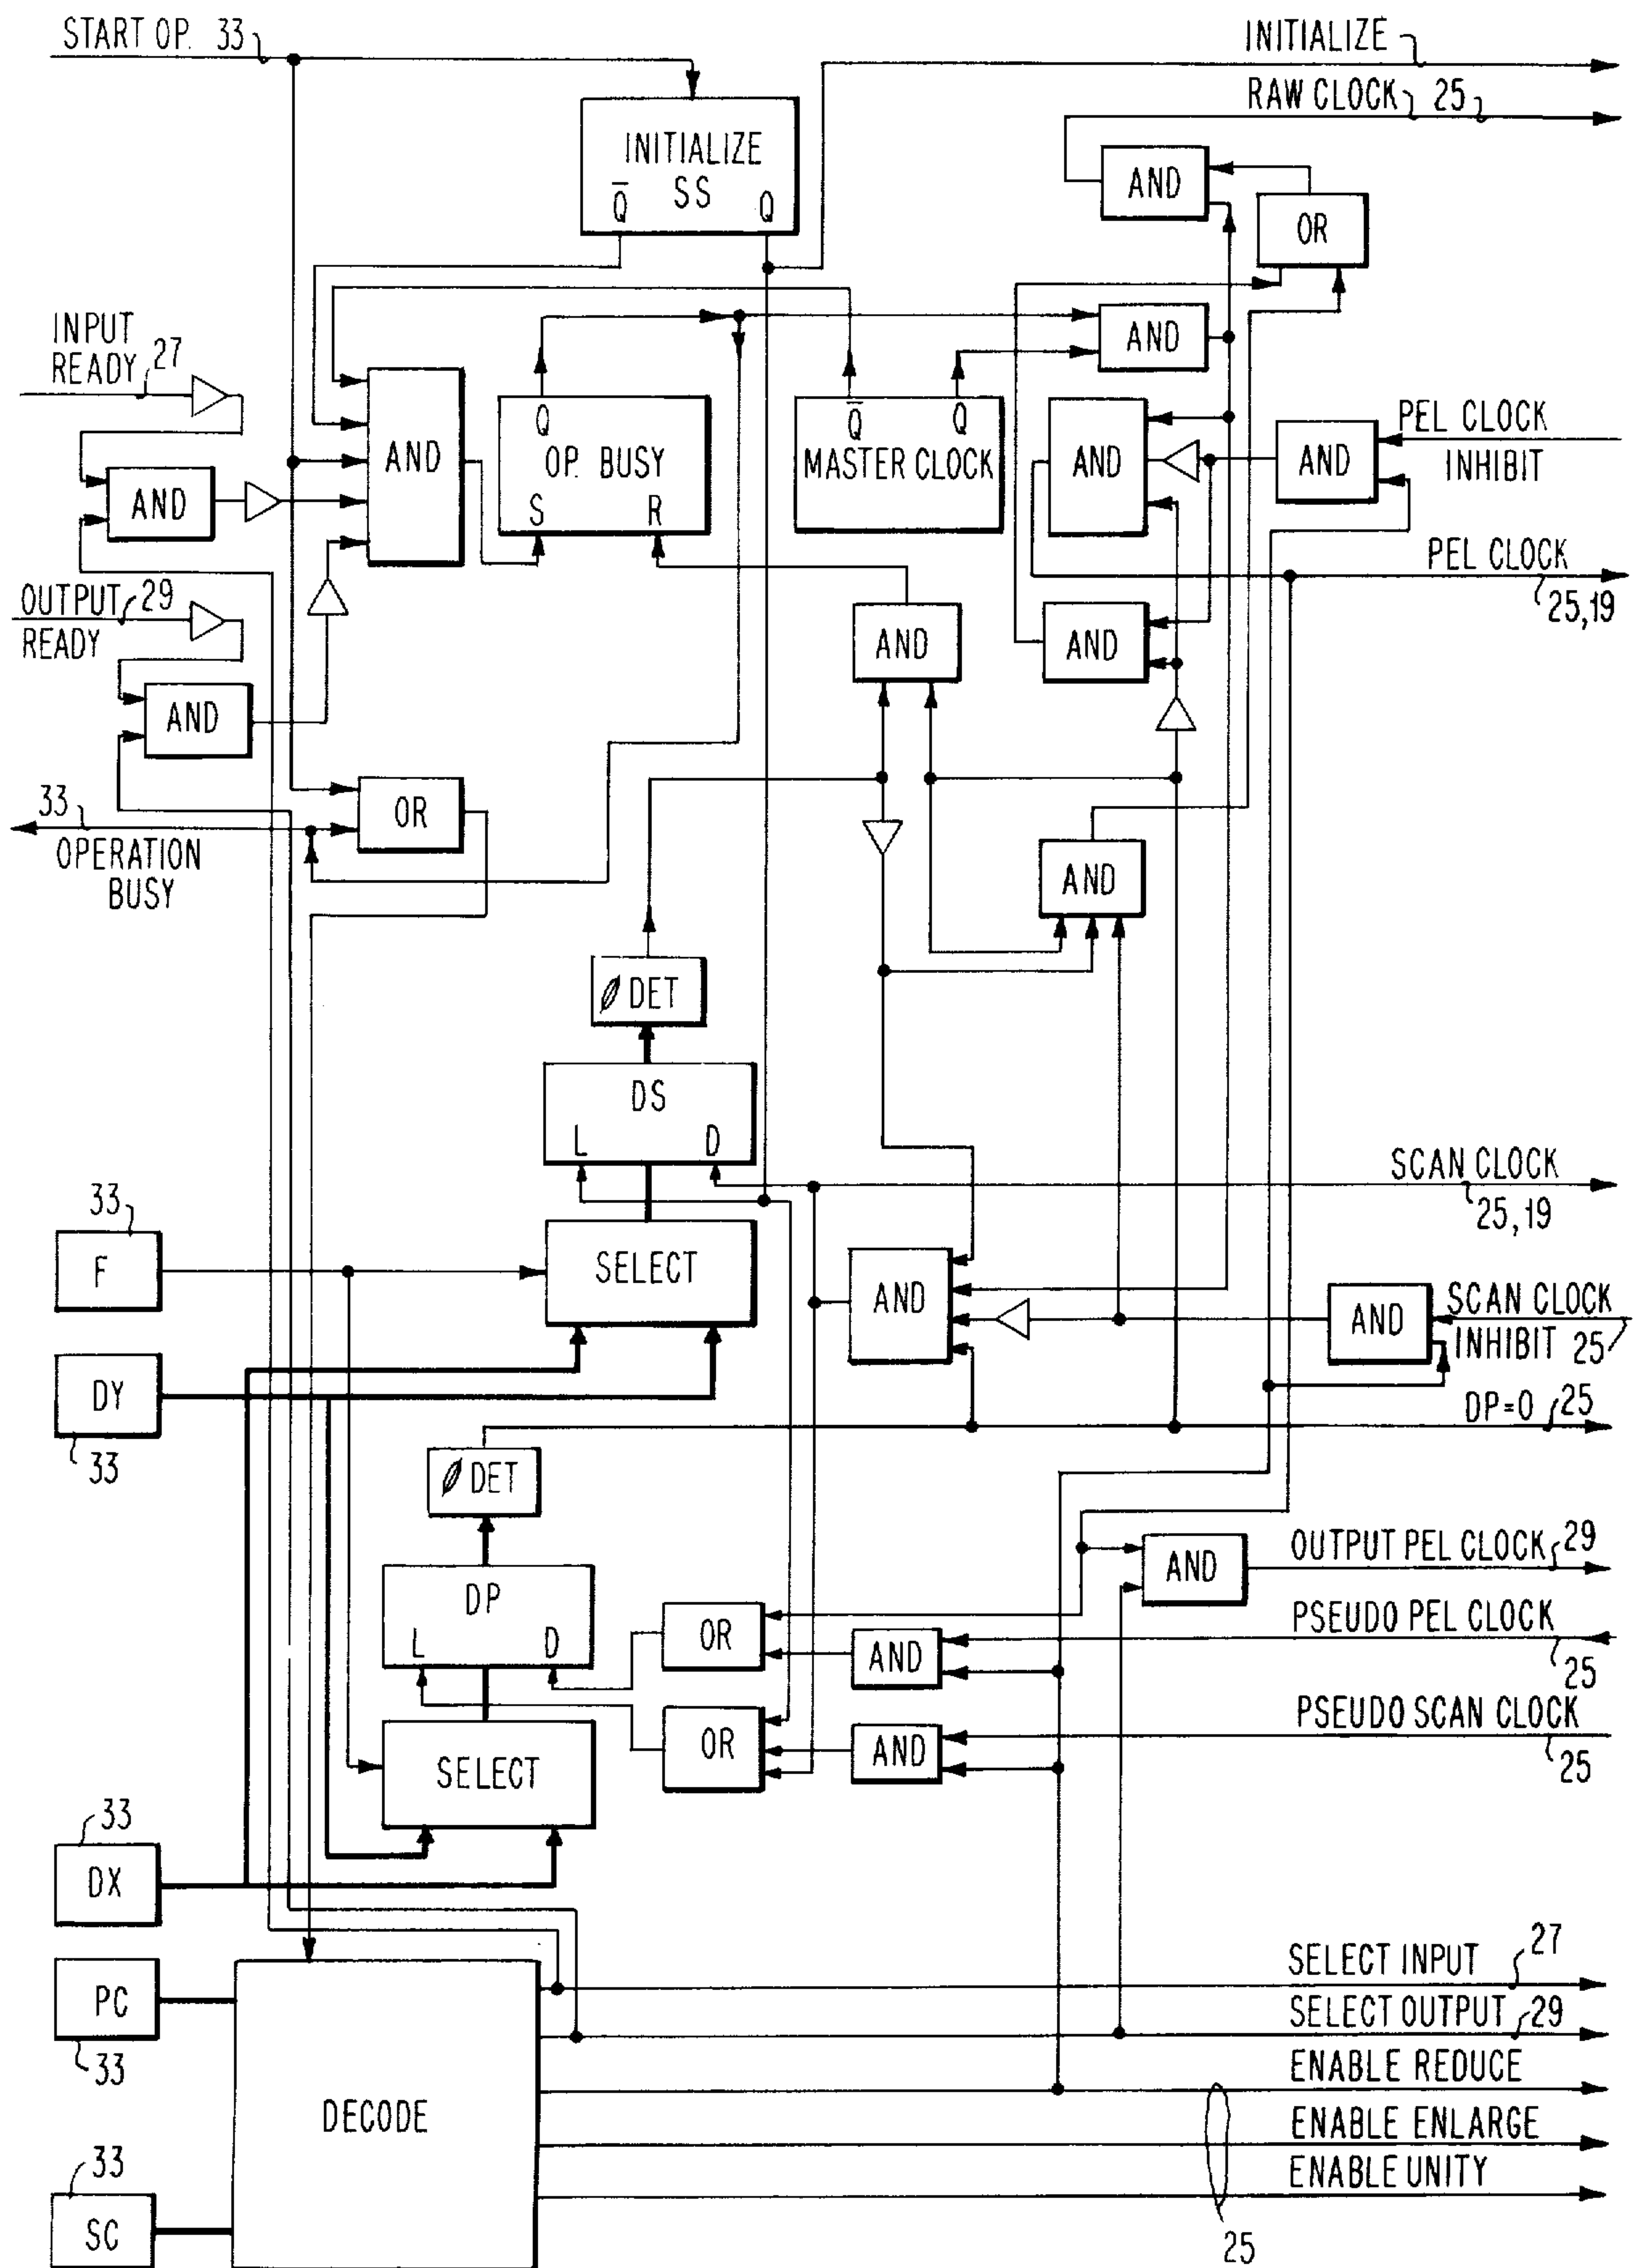 START OP. 33
INITIALIZE
RAW CLOCK 25
INITIALIZE
SS
Q̅ Q
AND
OR
INPUT
READY 27
AND
AND
Q
OP. BUSY
S R
Q̅ Q
MASTER CLOCK
AND
AND
PEL CLOCK
INHIBIT
AND
PEL CLOCK
25,19
OUTPUT 29
READY
AND
AND
AND
33
OR
OPERATION
BUSY
AND
∅ DET
DS
L D
SCAN CLOCK
25,19
33
F
SELECT
AND
AND
SCAN CLOCK
INHIBIT 25
DY
33
DP=0 25
∅ DET
DP
L D
AND
OUTPUT PEL CLOCK 29
OR
AND
PSEUDO PEL CLOCK
25
OR
AND
PSEUDO SCAN CLOCK
25
SELECT
33
DX
PC
33
SELECT INPUT 27
SELECT OUTPUT 29
ENABLE REDUCE
DECODE
ENABLE ENLARGE
ENABLE UNITY
33
SC
25